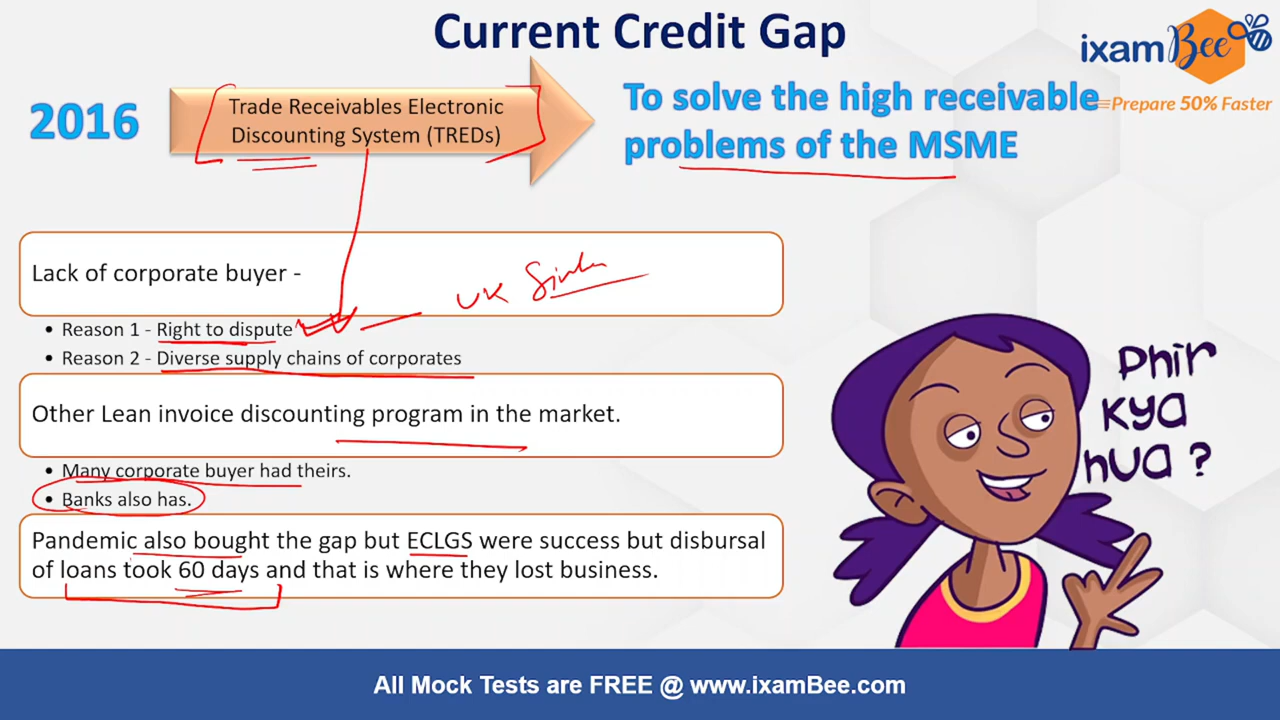 Current Credit Gap
ixamBee
Prepare 50% Faster
2016
Trade Receivables Electronic
Discounting System (TREDs)
To solve the high receivable
problems of the MSME
Lack of corporate buyer -
UK Sinha
• Reason 1 - Right to dispute
• Reason 2 - Diverse supply chains of corporates
Other Lean invoice discounting program in the market.
• Many corporate buyer had theirs.
• Banks also has.
Pandemic also bought the gap but ECLGS were success but disbursal
of loans took 60 days and that is where they lost business.
Phir
kya
hua ?
All Mock Tests are FREE @ www.ixamBee.com